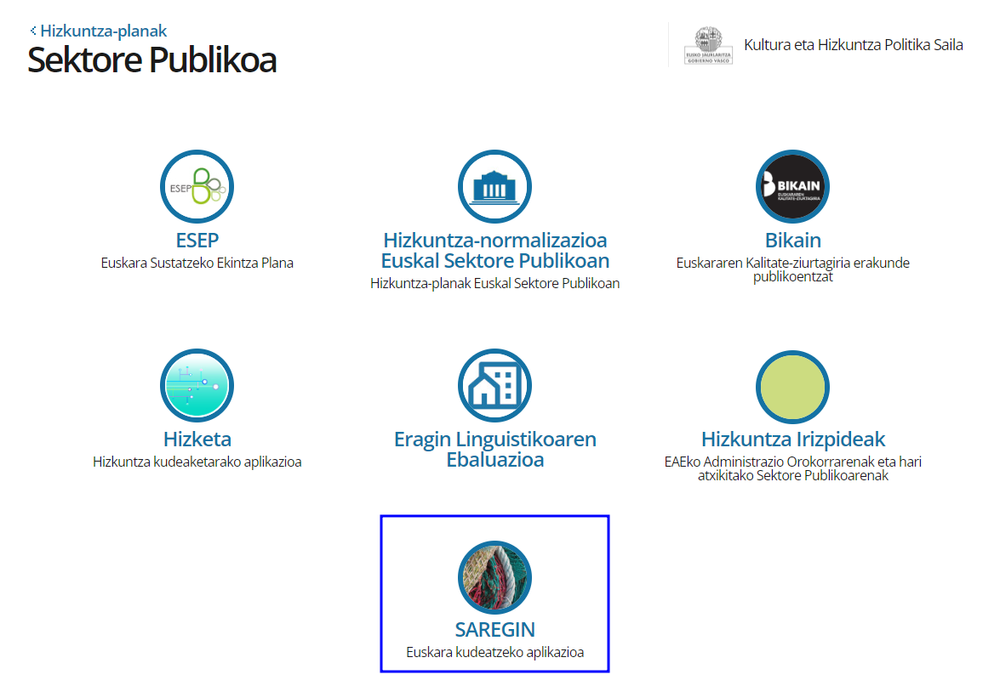 Hizkuntza-planak
Sektore Publikoa
EUSKO JAURLARITZA
GOBIERNO VASCO
Kultura eta Hizkuntza Politika Saila
ESEP
ESEP
Euskara Sustatzeko Ekintza Plana
Hizkuntza-normalizazioa
Euskal Sektore Publikoan
Hizkuntza-planak Euskal Sektore Publikoan
BIKAIN
EUSKARAREN
KALITATE-ZIURTAGIRIA
Bikain
Euskararen Kalitate-ziurtagiria erakunde
publikoentzat
Hizketa
Hizkuntza kudeaketarako aplikazioa
Eragin Linguistikoaren
Ebaluazioa
Hizkuntza Irizpideak
EAEko Administrazio Orokorrarenak eta hari
atxikitako Sektore Publikoarenak
SAREGIN
Euskara kudeatzeko aplikazioa